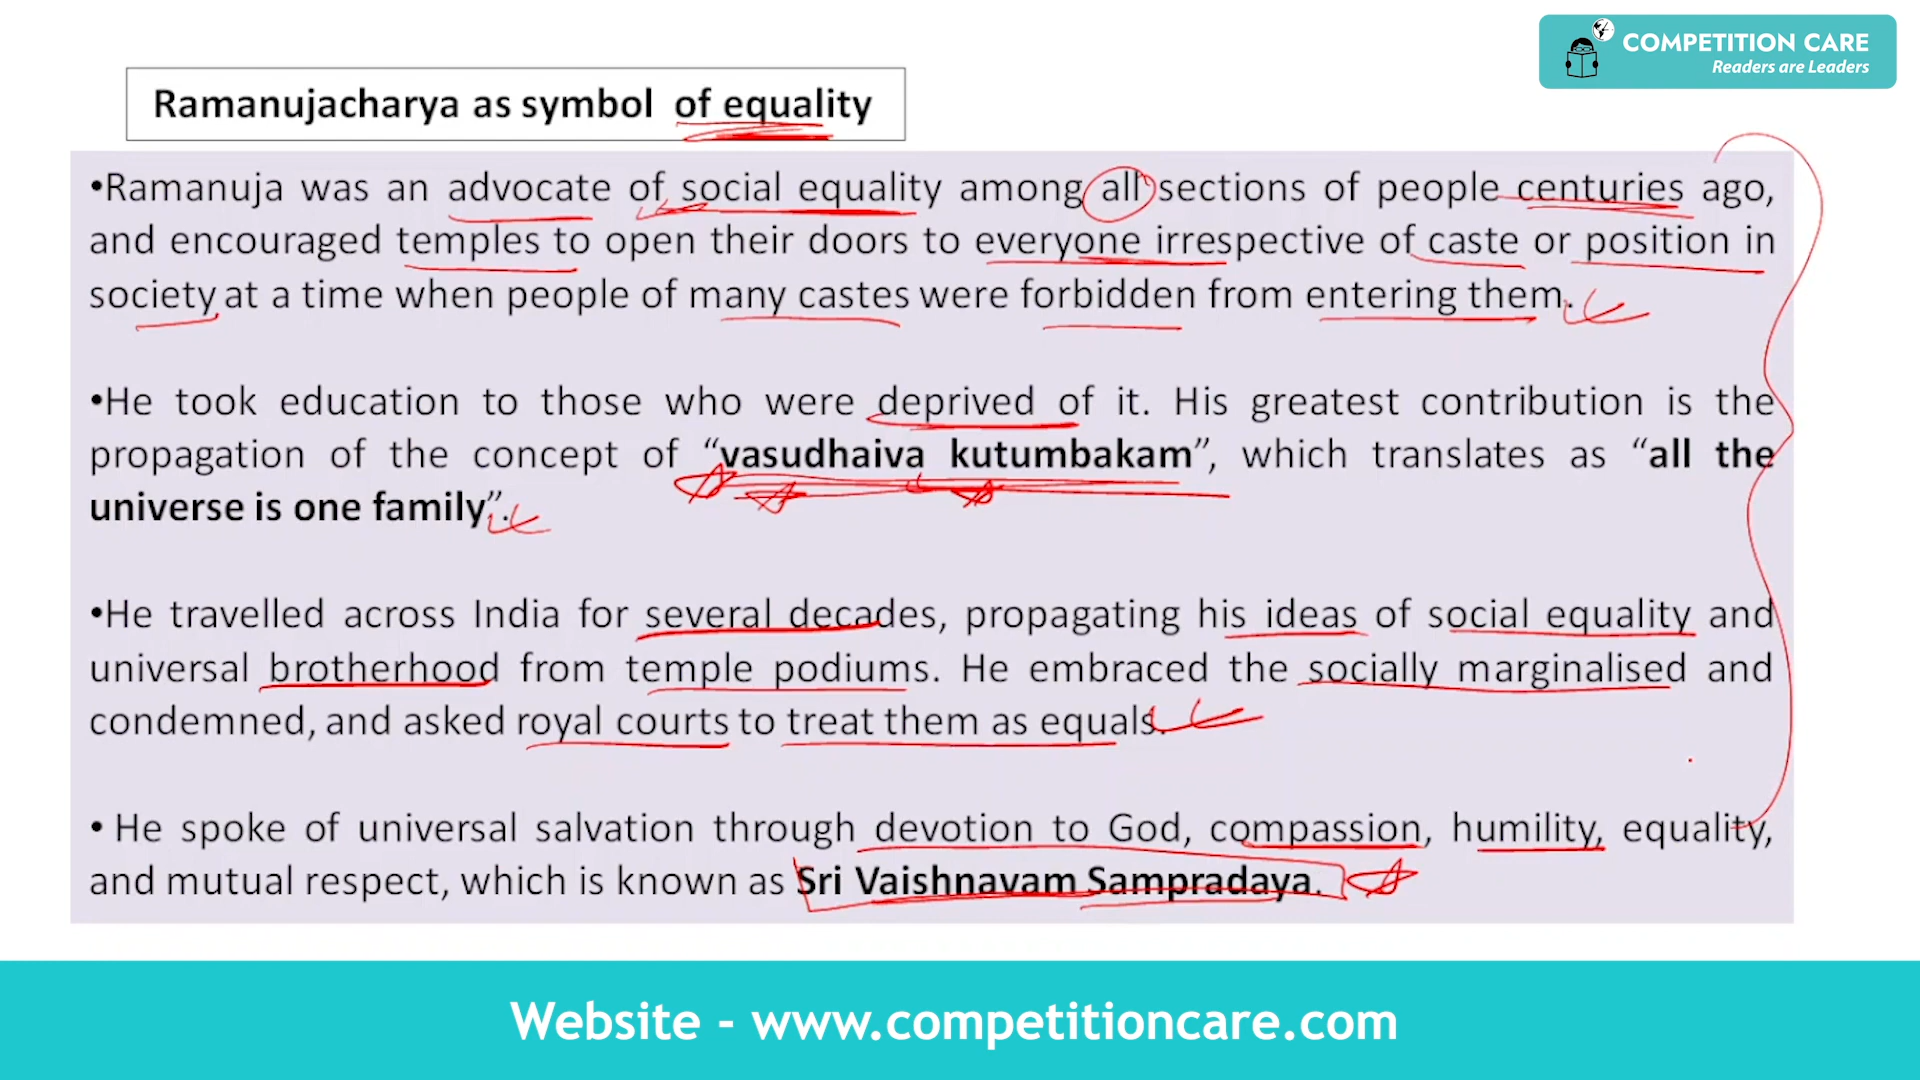 COMPETITION CARE
Readers are Leaders
Ramanujacharya as symbol of equality
•Ramanuja was an advocate of social equality among all sections of people centuries ago,
and encouraged temples to open their doors to everyone irrespective of caste or position in
society at a time when people of many castes were forbidden from entering them.
•He took education to those who were deprived of it. His greatest contribution is the
propagation of the concept of “vasudhaiva kutumbakam”, which translates as “all the
universe is one family”.
•He travelled across India for several decades, propagating his ideas of social equality and
universal brotherhood from temple podiums. He embraced the socially marginalised and
condemned, and asked royal courts to treat them as equals.
• He spoke of universal salvation through devotion to God, compassion, humility, equality,
and mutual respect, which is known as Sri Vaishnavam Sampradaya.
Website - www.competitioncare.com